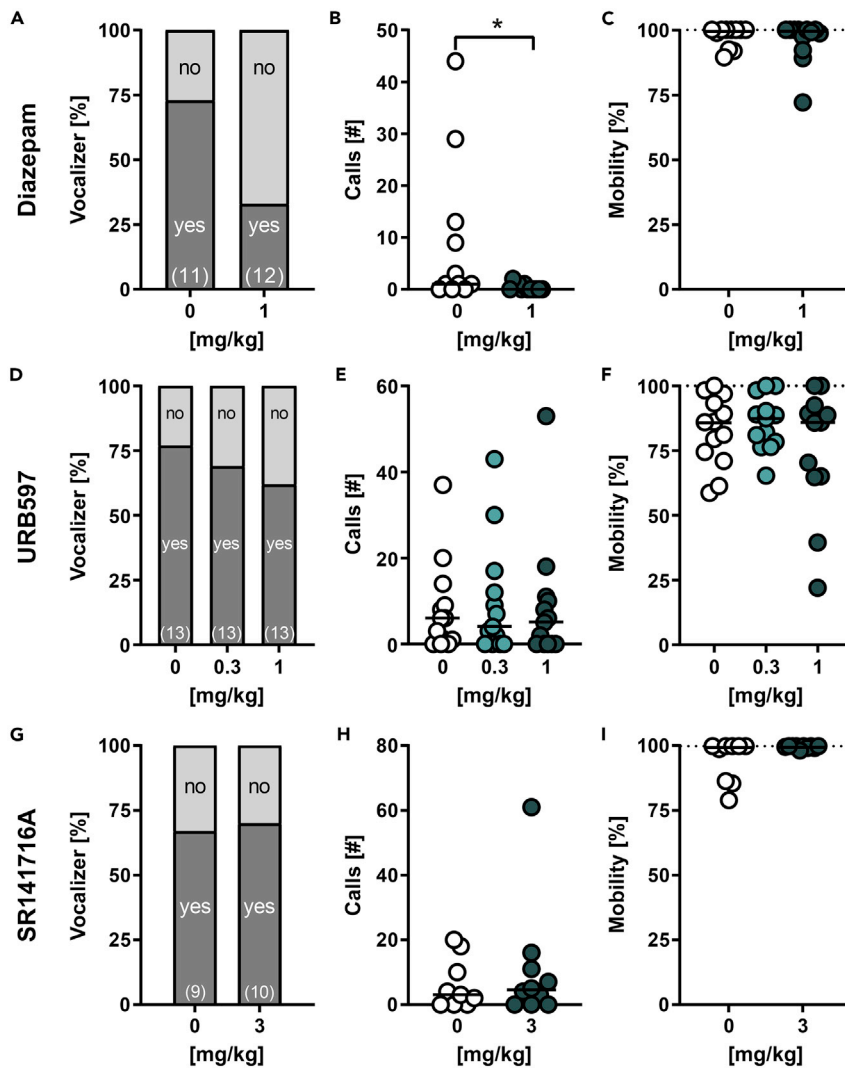 A
Diazepam
Vocalizer [%]
100
75
50
25
0
no
yes
(11)
no
yes
(12)
0
1
[mg/kg]
B
Calls [#]
50
40
30
20
10
0
*
0
1
[mg/kg]
C
Mobility [%]
100
75
50
25
0
0
1
[mg/kg]
D
URB597
Vocalizer [%]
100
75
50
25
0
no
yes
(13)
no
yes
(13)
no
yes
(13)
0
0.3
1
[mg/kg]
E
Calls [#]
60
40
20
0
0
0.3
1
[mg/kg]
F
Mobility [%]
100
75
50
25
0
0
0.3
1
[mg/kg]
G
SR141716A
Vocalizer [%]
100
75
50
25
0
no
yes
(9)
no
yes
(10)
0
3
[mg/kg]
H
Calls [#]
80
60
40
20
0
0
3
[mg/kg]
I
Mobility [%]
100
75
50
25
0
0
3
[mg/kg]